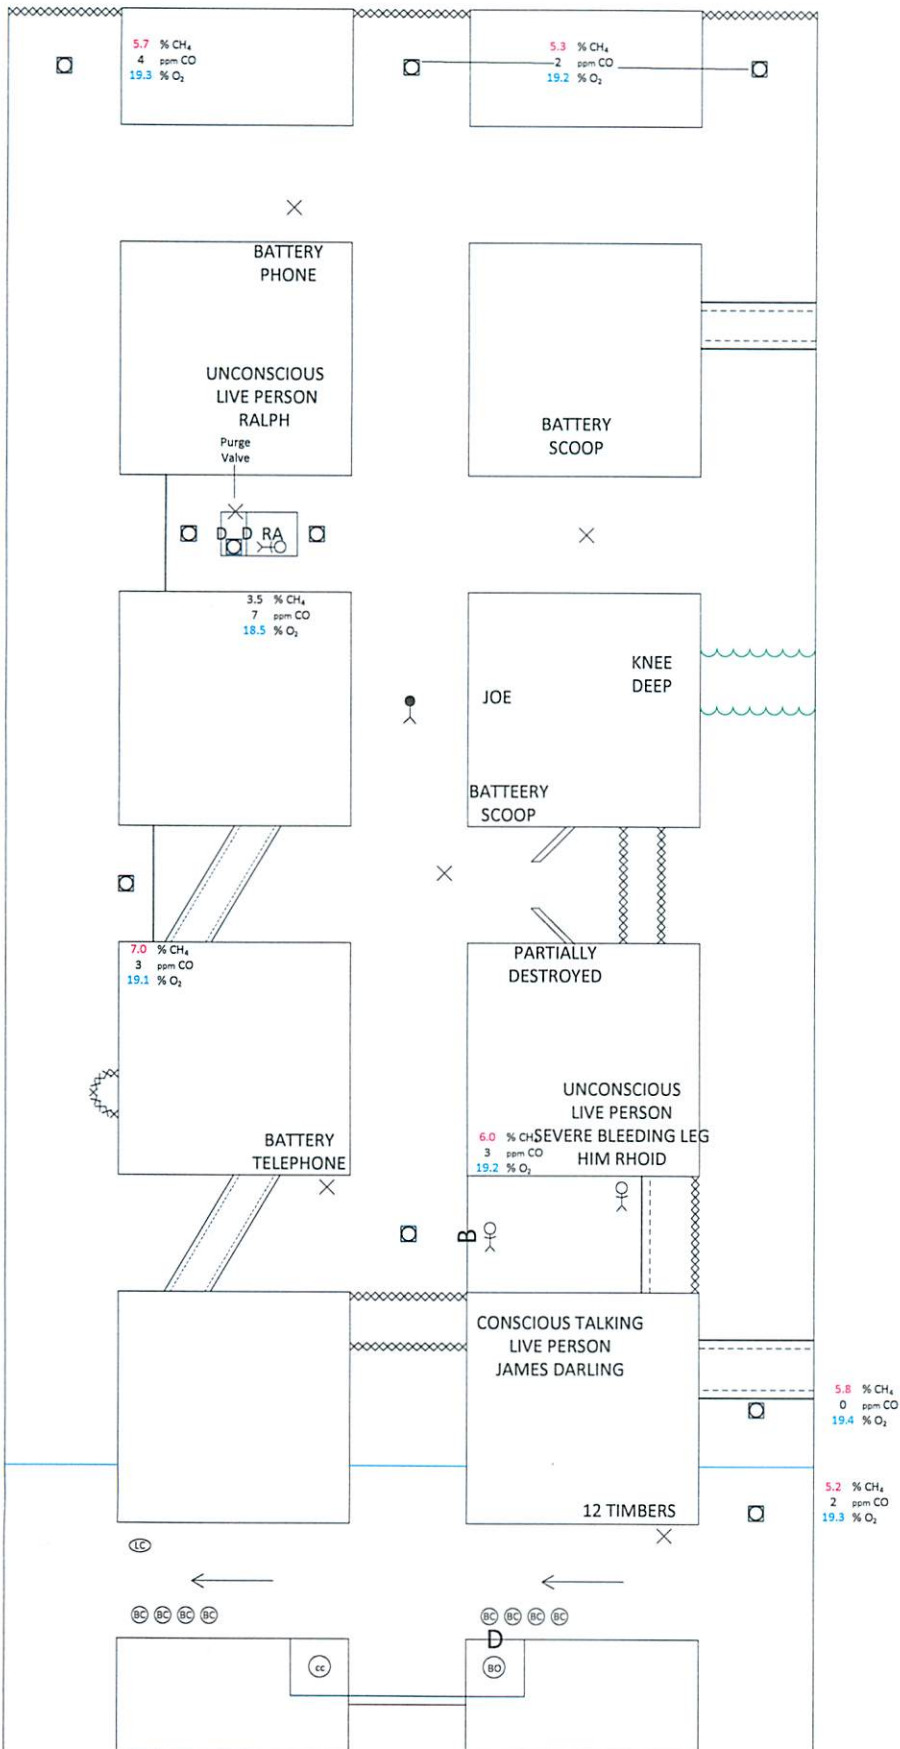 5.7 % CH₄
4 ppm CO
19.3 % O₂
5.3 % CH₄
2 ppm CO
19.2 % O₂
BATTERY
PHONE
UNCONSCIOUS
LIVE PERSON
RALPH
Purge
Valve
BATTERY
SCOOP
D D RA
3.5 % CH₄
7 ppm CO
18.5 % O₂
KNEE
DEEP
JOE
BATTEERY
SCOOP
7.0 % CH₄
3 ppm CO
19.1 % O₂
PARTIALLY
DESTROYED
UNCONSCIOUS
LIVE PERSON
SEVERE BLEEDING LEG
HIM RHOID
6.0 % CH₄
3 ppm CO
19.2 % O₂
BATTERY
TELEPHONE
B
CONSCIOUS TALKING
LIVE PERSON
JAMES DARLING
5.8 % CH₄
0 ppm CO
19.4 % O₂
5.2 % CH₄
2 ppm CO
19.3 % O₂
12 TIMBERS
LC
BC BC BC BC
BC BC BC BC
D
cc
BO